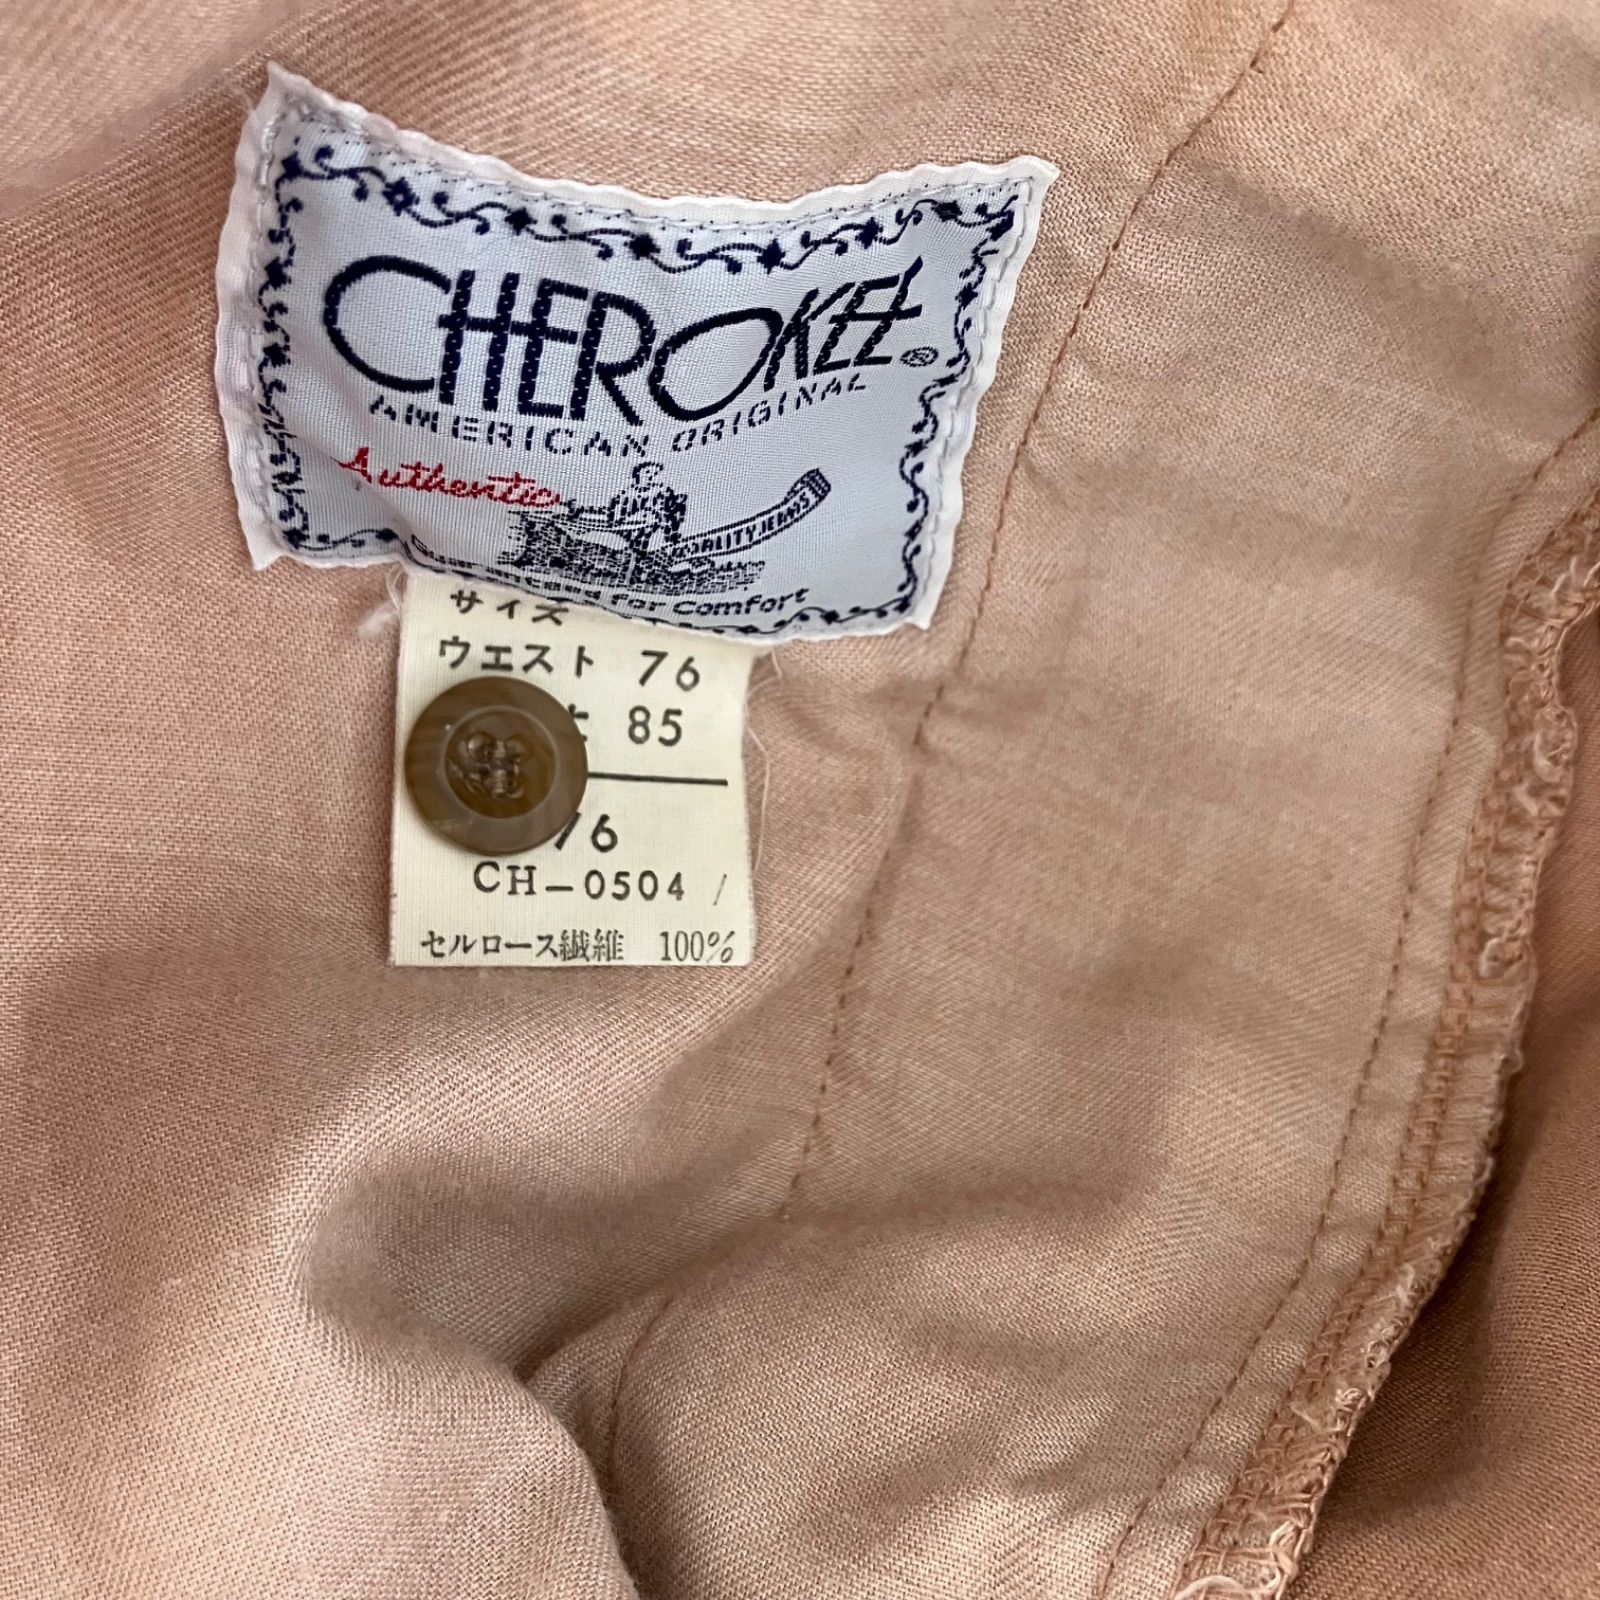 CHEROKEE®
AMERICAN ORIGINAL
Authentic
QUALITY JEANS
Guaranteed for Comfort
サイズ
ウエスト 76
丈 85
76
CH-0504 /
セルロース繊維 100%